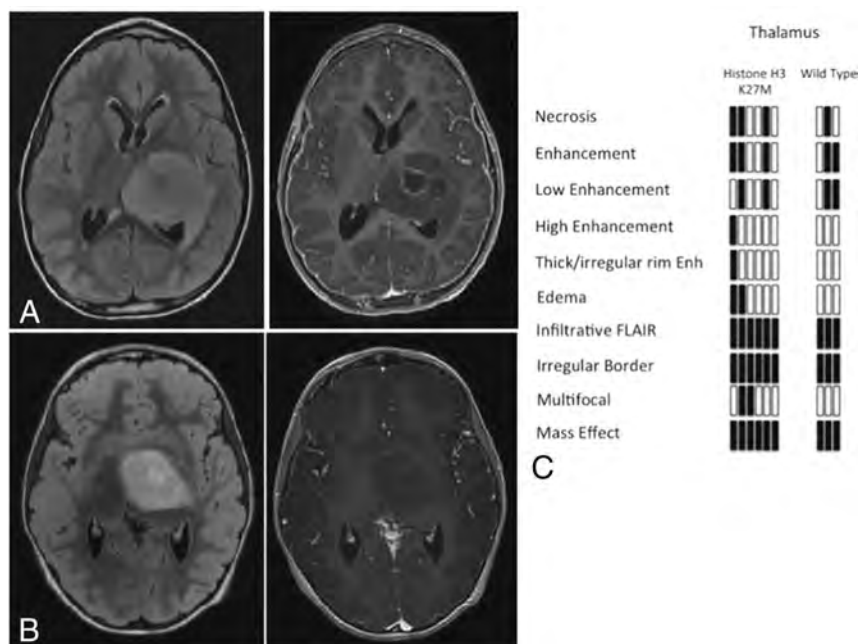 Thalamus
Histone H3 Wild Type
K27M
Necrosis
Enhancement
Low Enhancement
High Enhancement
Thick/irregular rim Enh
Edema
Infiltrative FLAIR
Irregular Border
Multifocal
Mass Effect
A
B
C